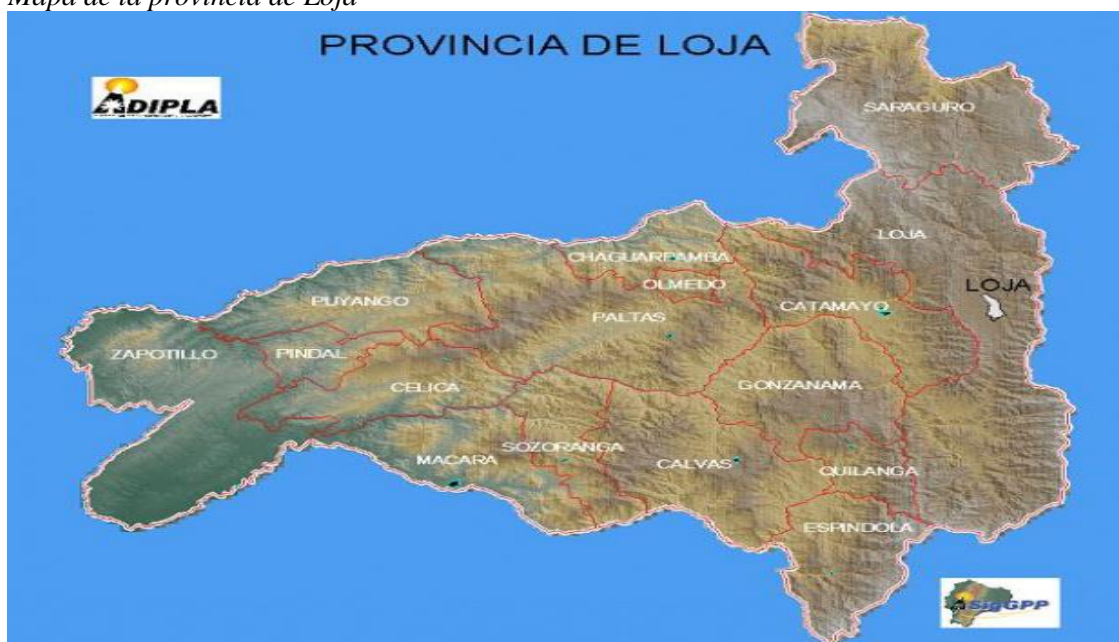 Mapa de la provincia de Loja
PROVINCIA DE LOJA
ADIPLA
SARAGURO
LOJA
CHAGUARPAMBA
OLMEDO
LOJA
PUYANGO
CATAMAYO
PALTAS
ZAPOTILLO
PINDAL
CELICA
GONZANAMA
SOZORANGA
MACARA
CALVAS
QUILANGA
ESPINDOLA
SigGPP